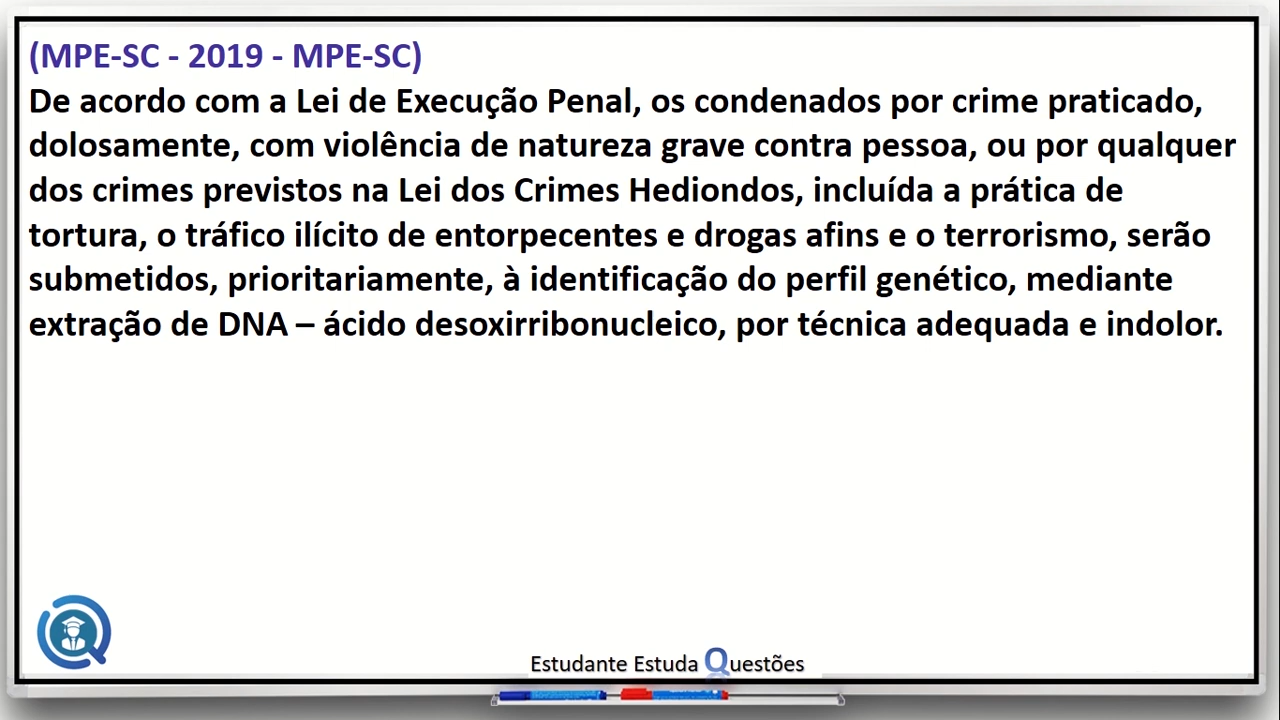 (MPE-SC - 2019 - MPE-SC)
De acordo com a Lei de Execução Penal, os condenados por crime praticado,
dolosamente, com violência de natureza grave contra pessoa, ou por qualquer
dos crimes previstos na Lei dos Crimes Hediondos, incluída a prática de
tortura, o tráfico ilícito de entorpecentes e drogas afins e o terrorismo, serão
submetidos, prioritariamente, à identificação do perfil genético, mediante
extração de DNA – ácido desoxirribonucleico, por técnica adequada e indolor.
Estudante Estuda Questões